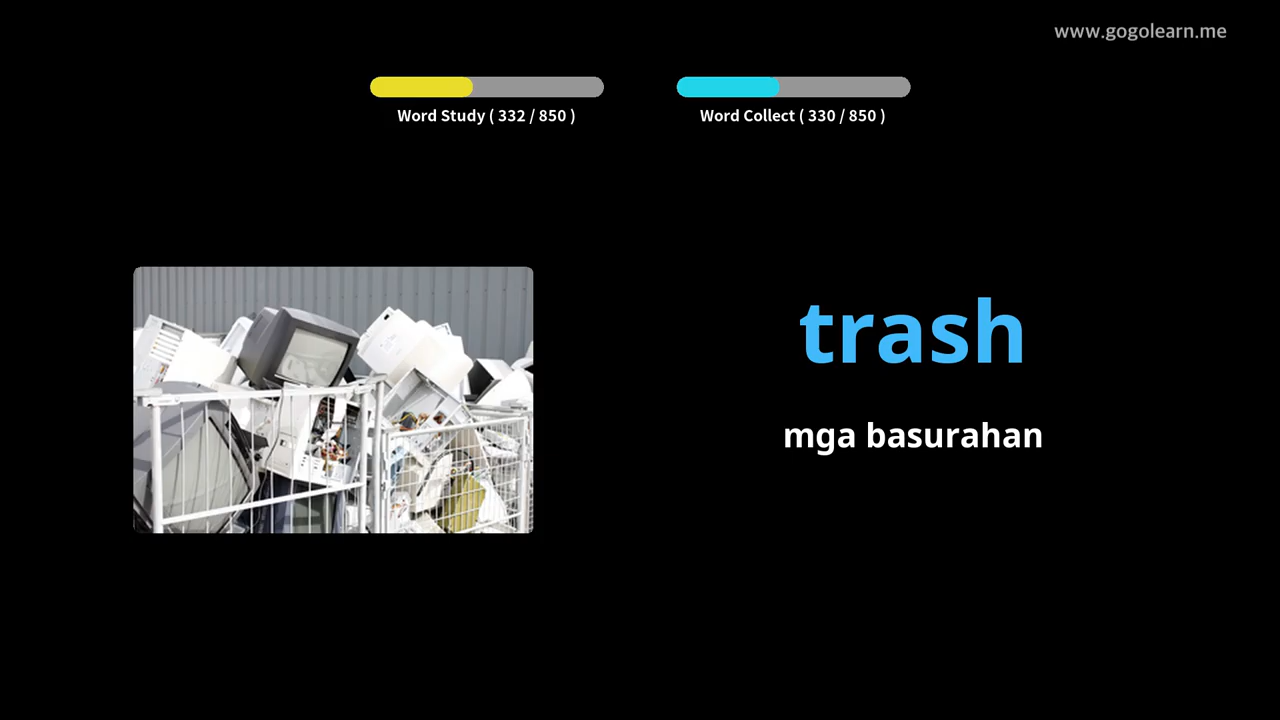 www.gogolearn.me
Word Study ( 332 / 850 )
Word Collect ( 330 / 850 )
trash
mga basurahan